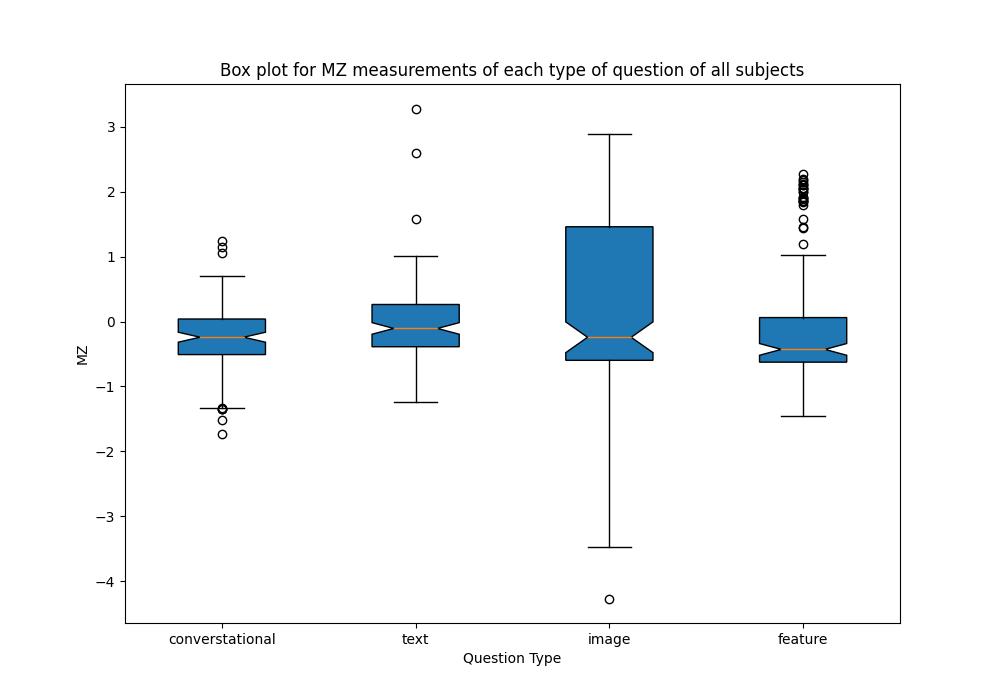 Box plot for MZ measurements of each type of question of all subjects
MZ
3
2
1
0
−1
−2
−3
−4
converstational text image feature
Question Type